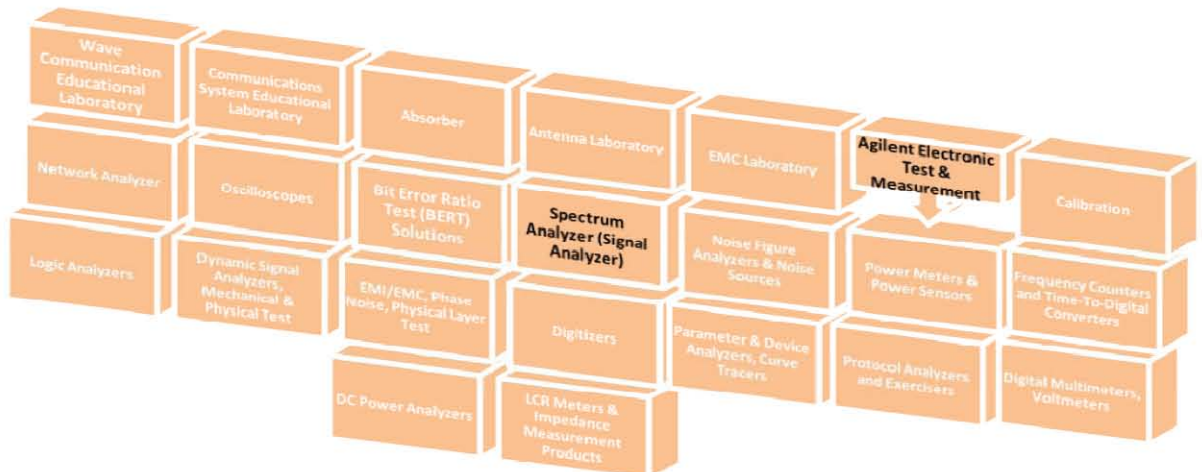 Wave
Communication
Educational
Laboratory
Communications
System Educational
Laboratory
Absorber
Antenna Laboratory
EMC Laboratory
Agilent Electronic
Test &
Measurement
Calibration
Network Analyzer
Oscilloscopes
Bit Error Ratio
Test (BERT)
Solutions
Spectrum
Analyzer (Signal
Analyzer)
Noise Figure
Analyzers & Noise
Sources
Power Meters &
Power Sensors
Frequency Counters
and Time-To-Digital
Converters
Logic Analyzers
Dynamic Signal
Analyzers,
Mechanical &
Physical Test
EMI/EMC, Phase
Noise, Physical Layer
Test
Digitizers
Parameter & Device
Analyzers, Curve
Tracers
Protocol Analyzers
and Exercisers
Digital Multimeters,
Voltmeters
DC Power Analyzers
LCR Meters &
Impedance
Measurement
Products